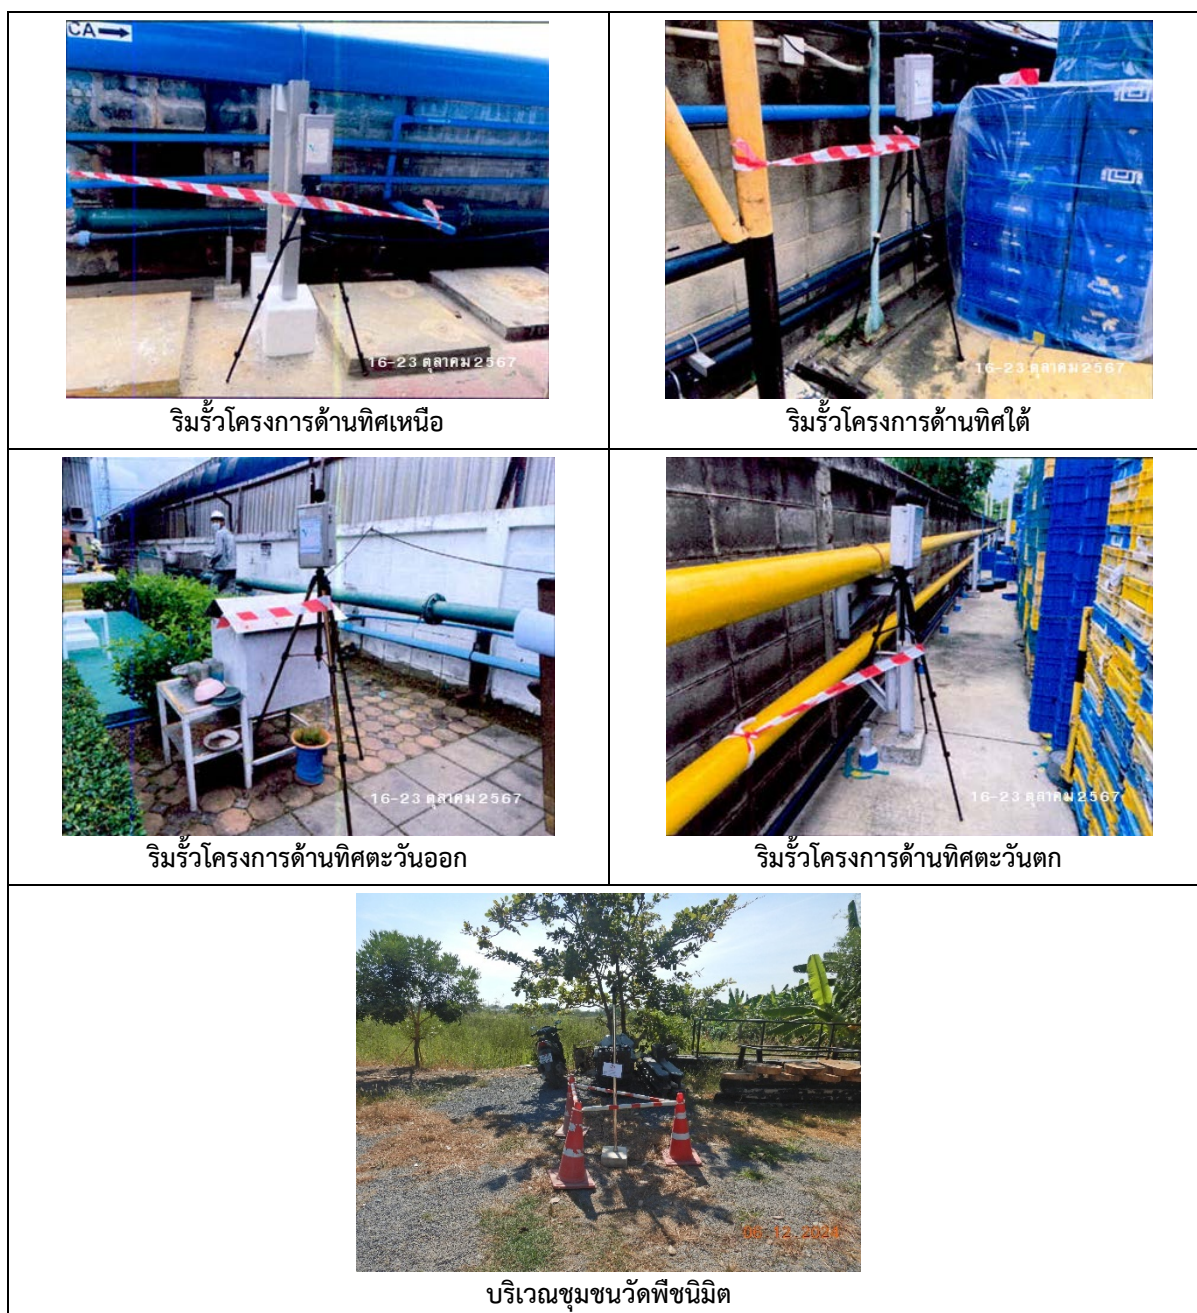 CA
16-23 ตุลาคม 2567
ริมรั้วโครงการด้านทิศเหนือ
16-23 ตุลาคม 2567
ริมรั้วโครงการด้านทิศใต้
16-23 ตุลาคม 2567
ริมรั้วโครงการด้านทิศตะวันออก
16-23 ตุลาคม 2567
ริมรั้วโครงการด้านทิศตะวันตก
บริเวณชุมชนวัดพืชนิมิต